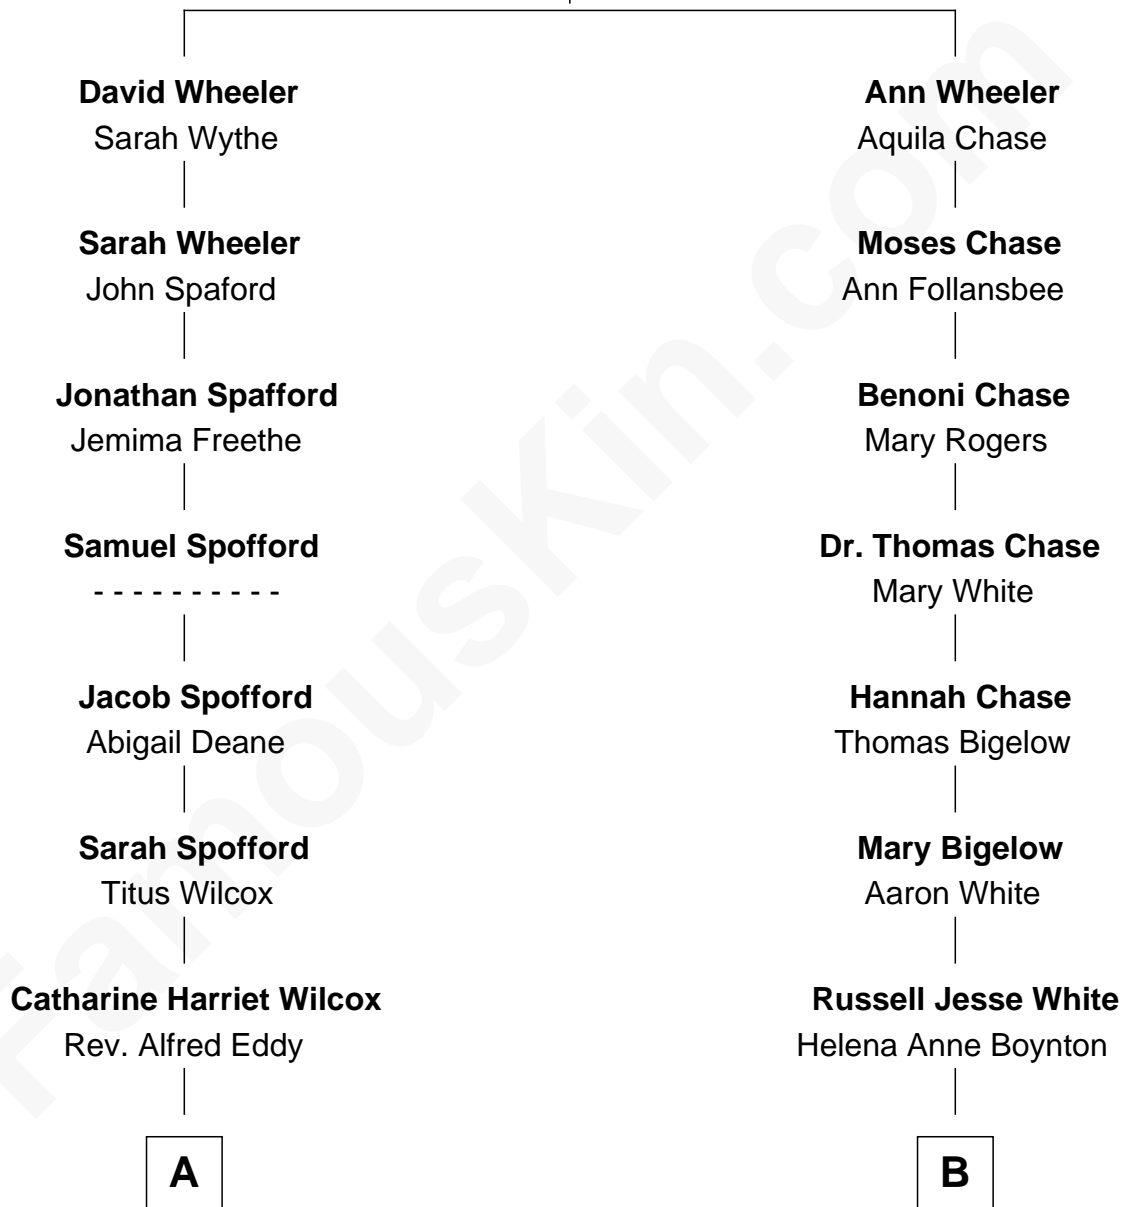 David Wheeler
Sarah Wythe
Sarah Wheeler
John Spaford
Jonathan Spafford
Jemima Freethe
Samuel Spofford
- - - - - - - - - -
Jacob Spofford
Abigail Deane
Sarah Spofford
Titus Wilcox
Catharine Harriet Wilcox
Rev. Alfred Eddy
A
Ann Wheeler
Aquila Chase
Moses Chase
Ann Follansbee
Benoni Chase
Mary Rogers
Dr. Thomas Chase
Mary White
Hannah Chase
Thomas Bigelow
Mary Bigelow
Aaron White
Russell Jesse White
Helena Anne Boynton
B
FamousKin.com